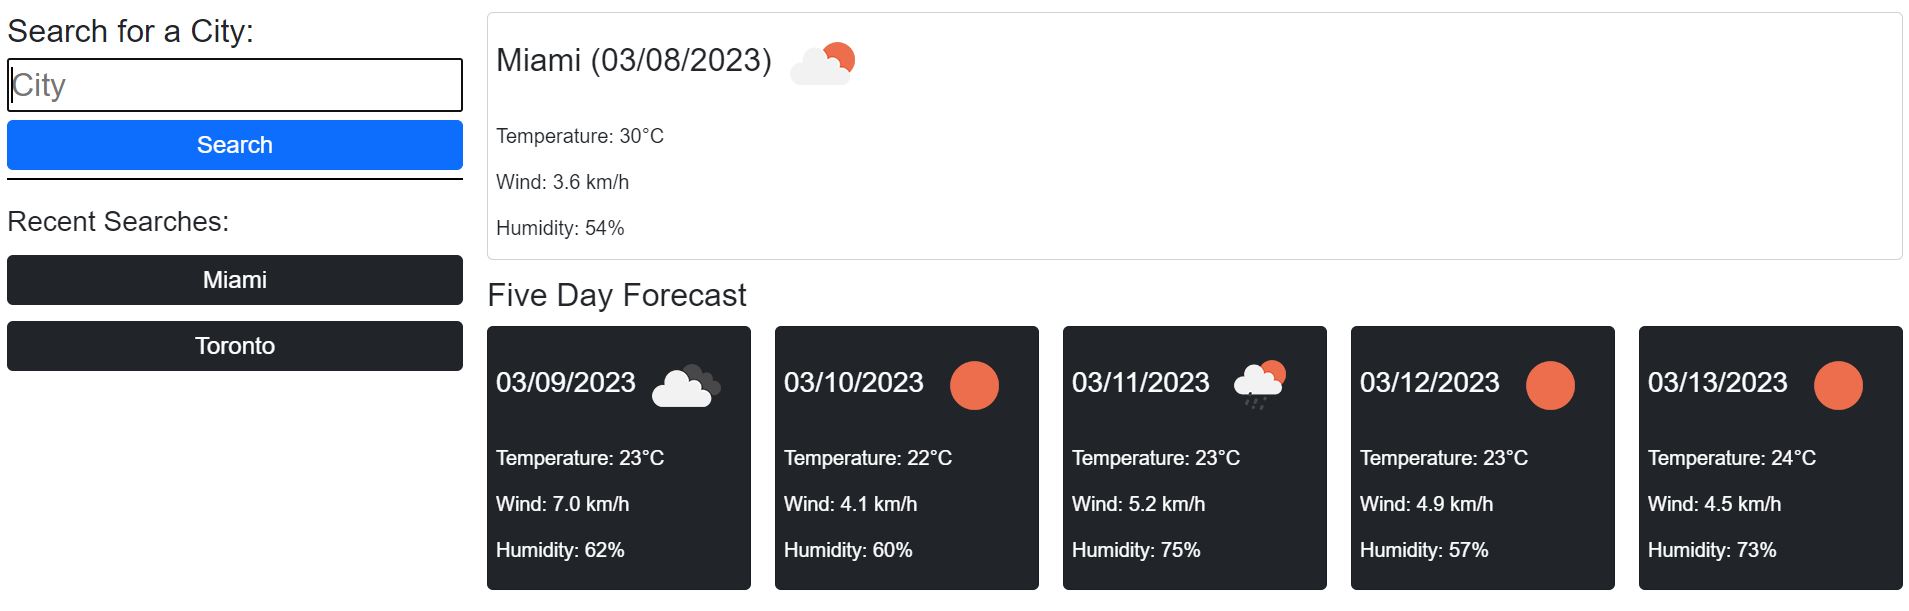 Search for a City:
City
Search
Recent Searches:
Miami
Toronto
Miami (03/08/2023)
Temperature: 30°C
Wind: 3.6 km/h
Humidity: 54%
Five Day Forecast
03/09/2023
Temperature: 23°C
Wind: 7.0 km/h
Humidity: 62%
03/10/2023
Temperature: 22°C
Wind: 4.1 km/h
Humidity: 60%
03/11/2023
Temperature: 23°C
Wind: 5.2 km/h
Humidity: 75%
03/12/2023
Temperature: 23°C
Wind: 4.9 km/h
Humidity: 57%
03/13/2023
Temperature: 24°C
Wind: 4.5 km/h
Humidity: 73%